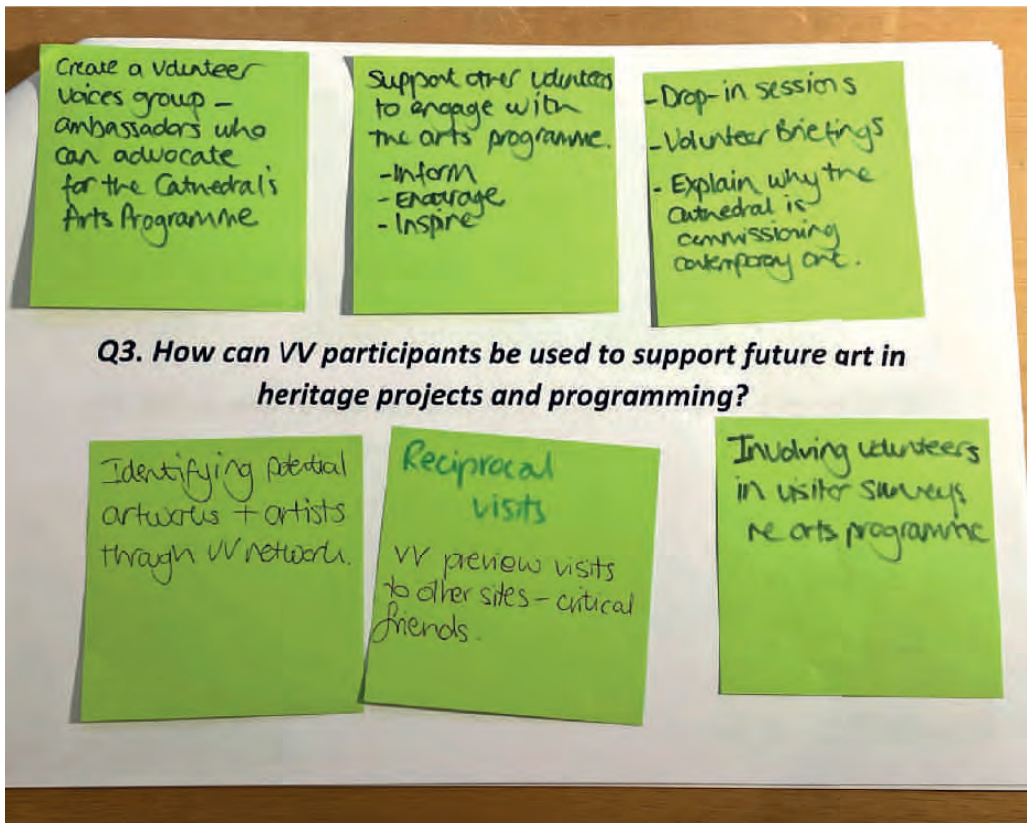 Create a Volunteer
Voices group –
ambassadors who
can advocate
for the Cathedral's
Arts Programme
Support other volunteers
to engage with
the arts programme.
- Inform
- Encourage
- Inspire
- Drop-in sessions
- Volunteer Briefings
- Explain why the
Cathedral is
commissioning
contemporary art.
Q3. How can VV participants be used to support future art in
heritage projects and programming?
Identifying potential
artworks + artists
through VV network.
Reciprocal
visits
VV preview visits
to other sites – critical
friends.
Involving volunteers
in visitor surveys
re arts programme